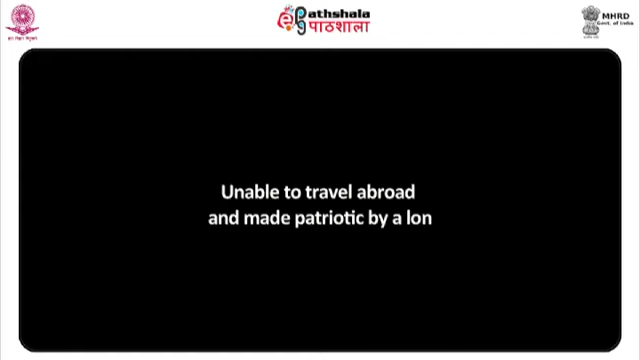 Pathshala
पाठशाला
MHRD
Govt. of India
Unable to travel abroad
and made patriotic by a lon